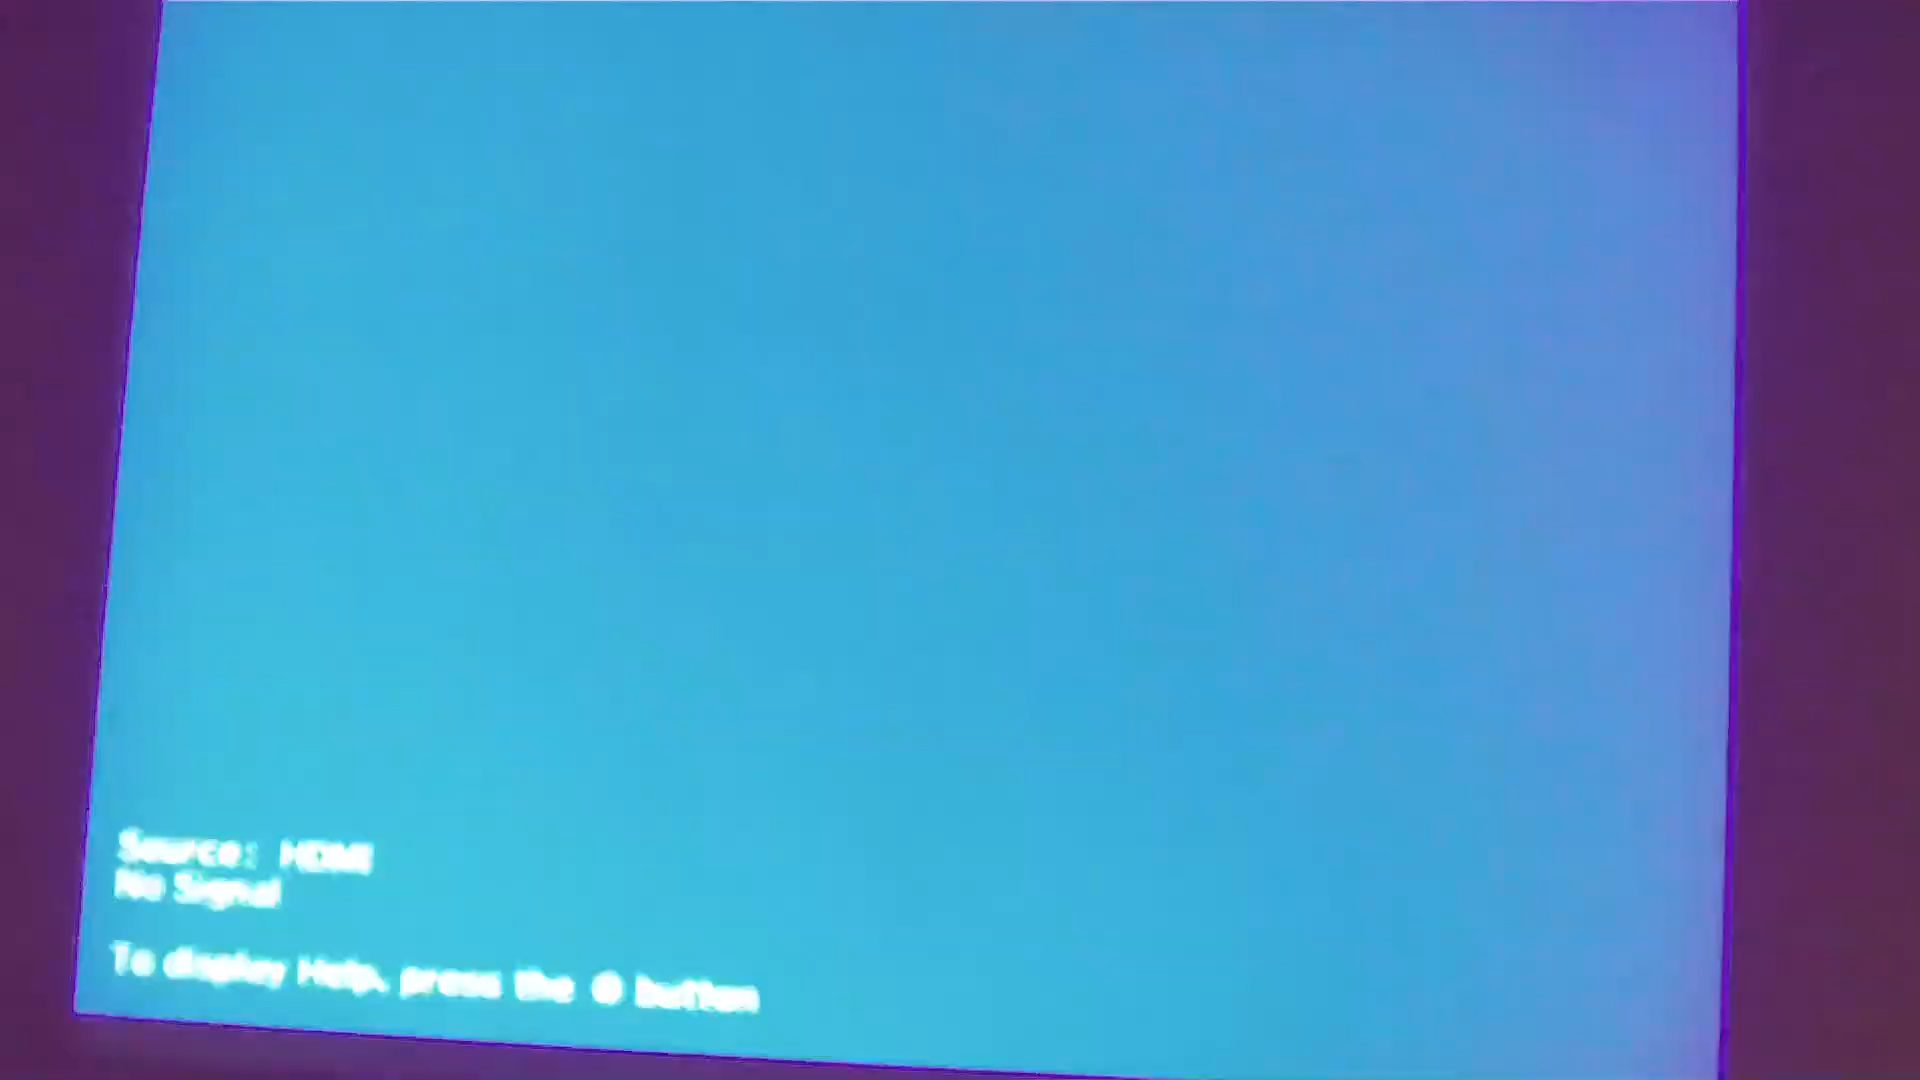 Source: HDMI
No Signal
To display Help, press the button